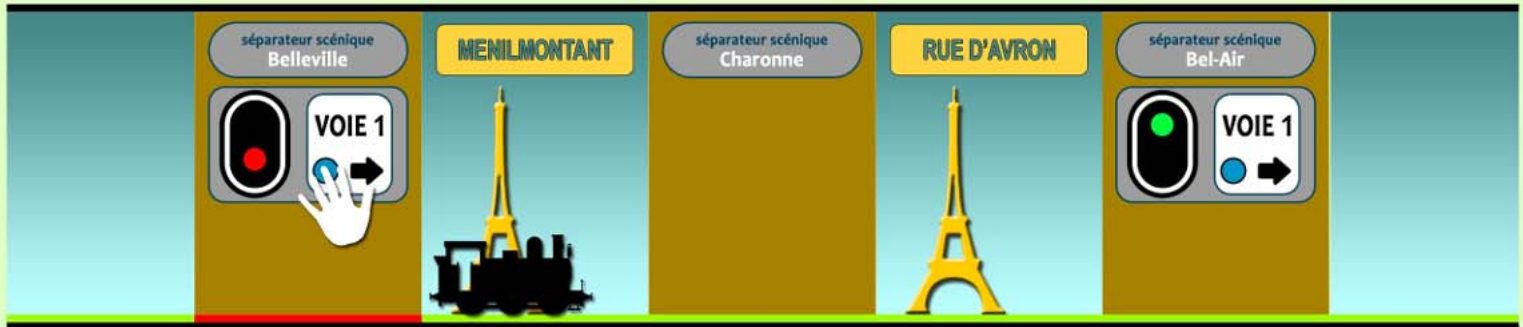 séparateur scénique
Belleville
VOIE 1
MENILMONTANT
séparateur scénique
Charonne
RUE D'AVRON
séparateur scénique
Bel-Air
VOIE 1